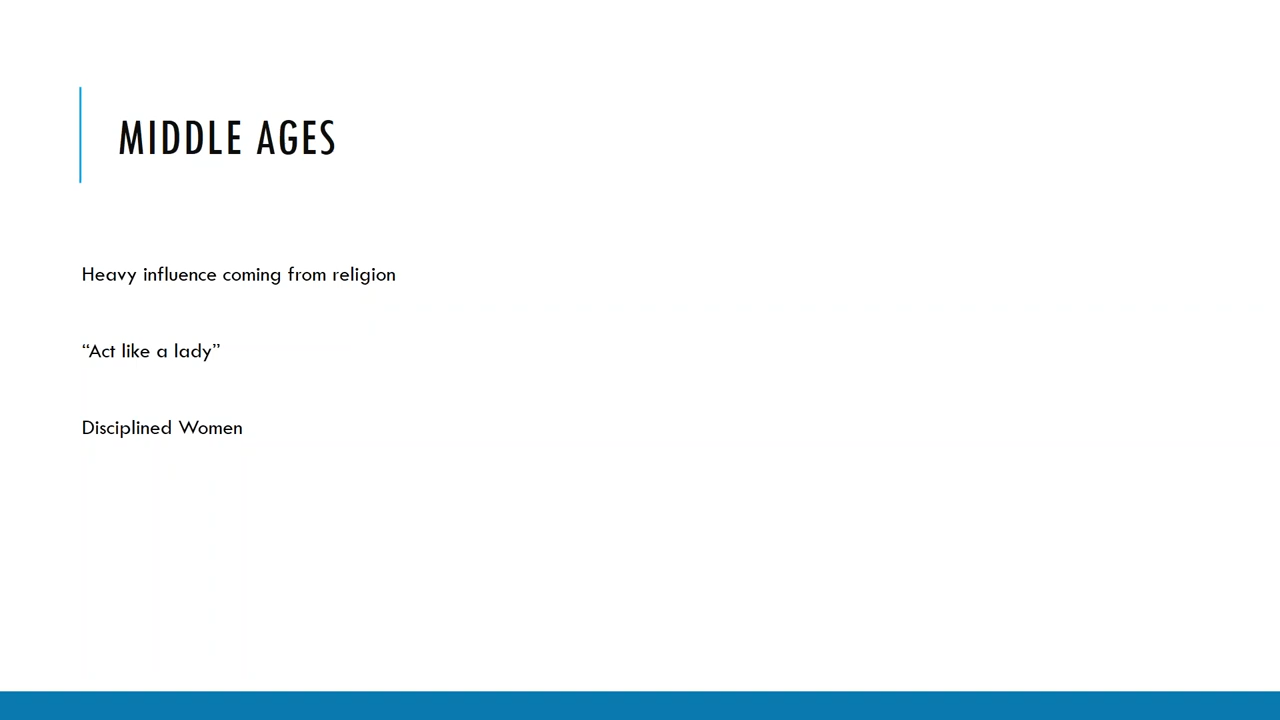 MIDDLE AGES
Heavy influence coming from religion
“Act like a lady”
Disciplined Women